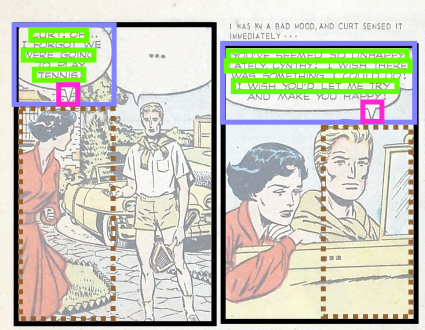 CURT, OH...
I FORGOT WE
WERE GOING
TO PLAY
TENNIS!
...
I WAS IN A BAD MOOD, AND CURT SENSED IT
IMMEDIATELY...
YOU'VE SEEMED SO UNHAPPY
LATELY, CYNTHY! I WISH THERE
WAS SOMETHING I COULD DO!
I WISH YOU'D LET ME TRY
AND MAKE YOU HAPPY!